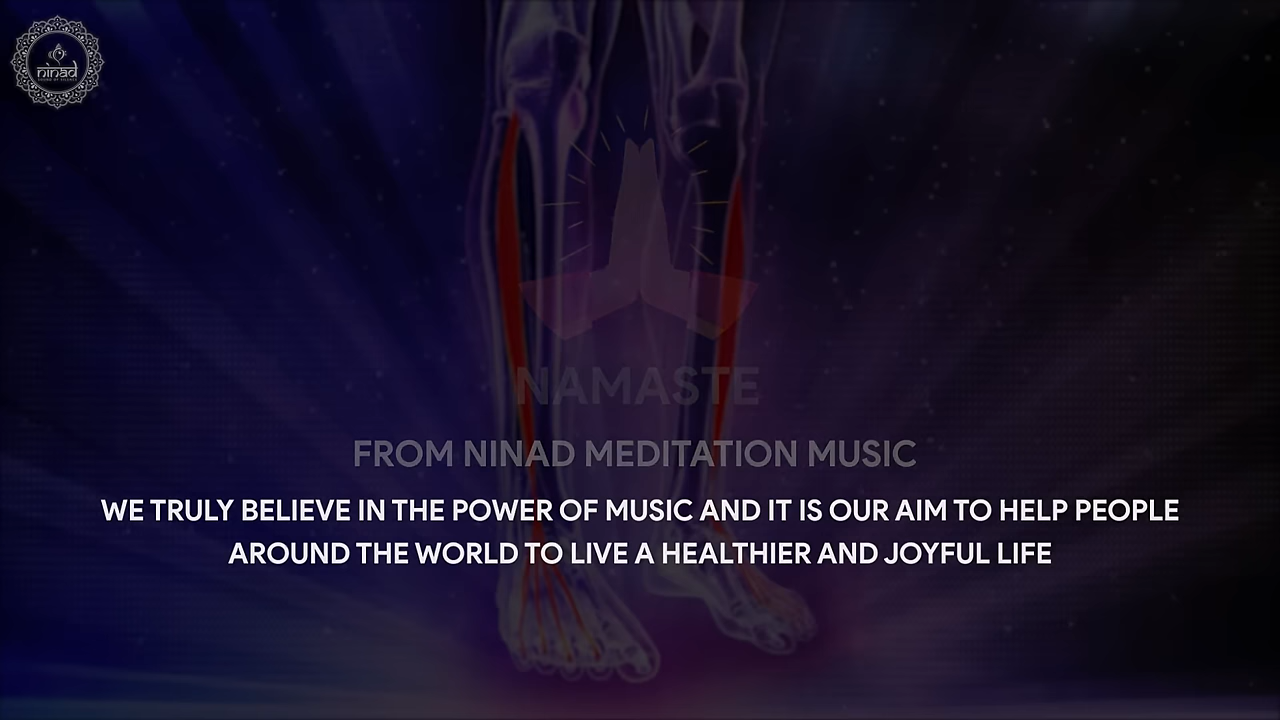 ninad
NAMASTE
FROM NINAD MEDITATION MUSIC
WE TRULY BELIEVE IN THE POWER OF MUSIC AND IT IS OUR AIM TO HELP PEOPLE
AROUND THE WORLD TO LIVE A HEALTHIER AND JOYFUL LIFE